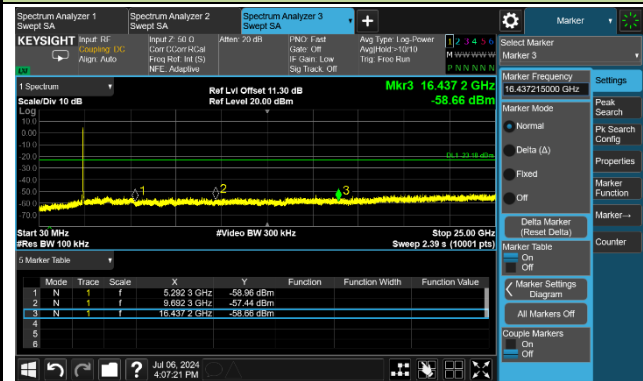 Spectrum Analyzer 1
Swept SA
Spectrum Analyzer 2
Swept SA
Spectrum Analyzer 3
Swept SA
Marker
KEYSIGHT
Input: RF
Coupling: DC
Align: Auto
Input Z: 50 Ω
Corr CCorr RCal
Freq Ref: Int (S)
NFE: Adaptive
Atten: 20 dB
PNO: Fast
Gate: Off
IF Gain: Low
Sig Track: Off
Avg Type: Log-Power
Avg|Hold:>10/10
Trig: Free Run
1 2 3 4 5 6
M W W W W W
P N N N N N
LVI
Select Marker
Marker 3
1 Spectrum
Scale/Div 10 dB
Ref Lvl Offset 11.30 dB
Ref Level 20.00 dBm
Mkr3 16.437 2 GHz
-58.66 dBm
Log
10.0
0.00
-10.0
-20.0
-30.0
-40.0
-50.0
-60.0
-70.0
DL1 -23.18 dBm
1
2
3
Start 30 MHz
#Res BW 100 kHz
#Video BW 300 kHz
Stop 25.00 GHz
Sweep 2.39 s (10001 pts)
5 Marker Table
Mode Trace Scale X Y Function Function Width Function Value
1 N 1 f 5.292 3 GHz -58.96 dBm
2 N 1 f 9.692 3 GHz -57.44 dBm
3 N 1 f 16.437 2 GHz -58.66 dBm
4
5
6
Marker Frequency
16.437215000 GHz
Marker Mode
Normal
Delta (Δ)
Fixed
Off
Delta Marker
(Reset Delta)
Marker Table
On
Off
Marker Settings
Diagram
All Markers Off
Couple Markers
On
Off
Settings
Peak
Search
Pk Search
Config
Properties
Marker
Function
Marker→
Counter
Jul 06, 2024
4:07:21 PM